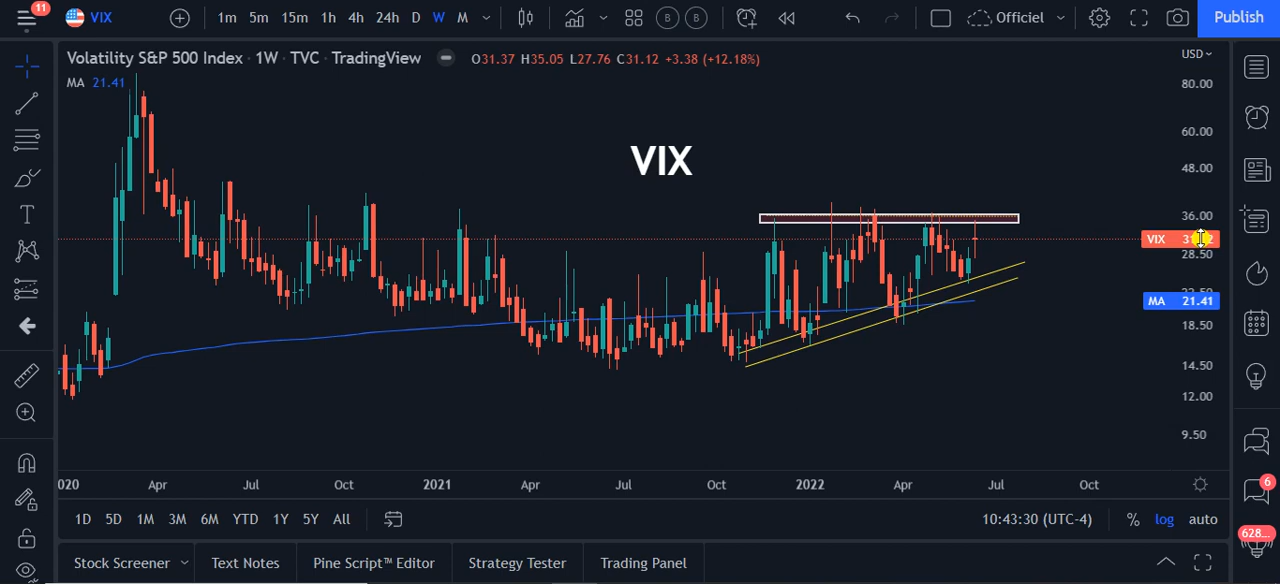 11
VIX 1m 5m 15m 1h 4h 24h D W M B B Officiel Publish
Volatility S&P 500 Index · 1W · TVC · TradingView O31.37 H35.05 L27.76 C31.12 +3.38 (+12.18%) USD
MA 21.41
80.00
60.00
VIX
48.00
36.00
VIX
28.50
MA 21.41
18.50
14.50
12.00
9.50
Apr Jul Oct 2021 Apr Jul Oct 2022 Apr Jul Oct
1D 5D 1M 3M 6M YTD 1Y 5Y All 10:43:30 (UTC-4) % log auto
6
628...
Stock Screener Text Notes Pine Script™ Editor Strategy Tester Trading Panel